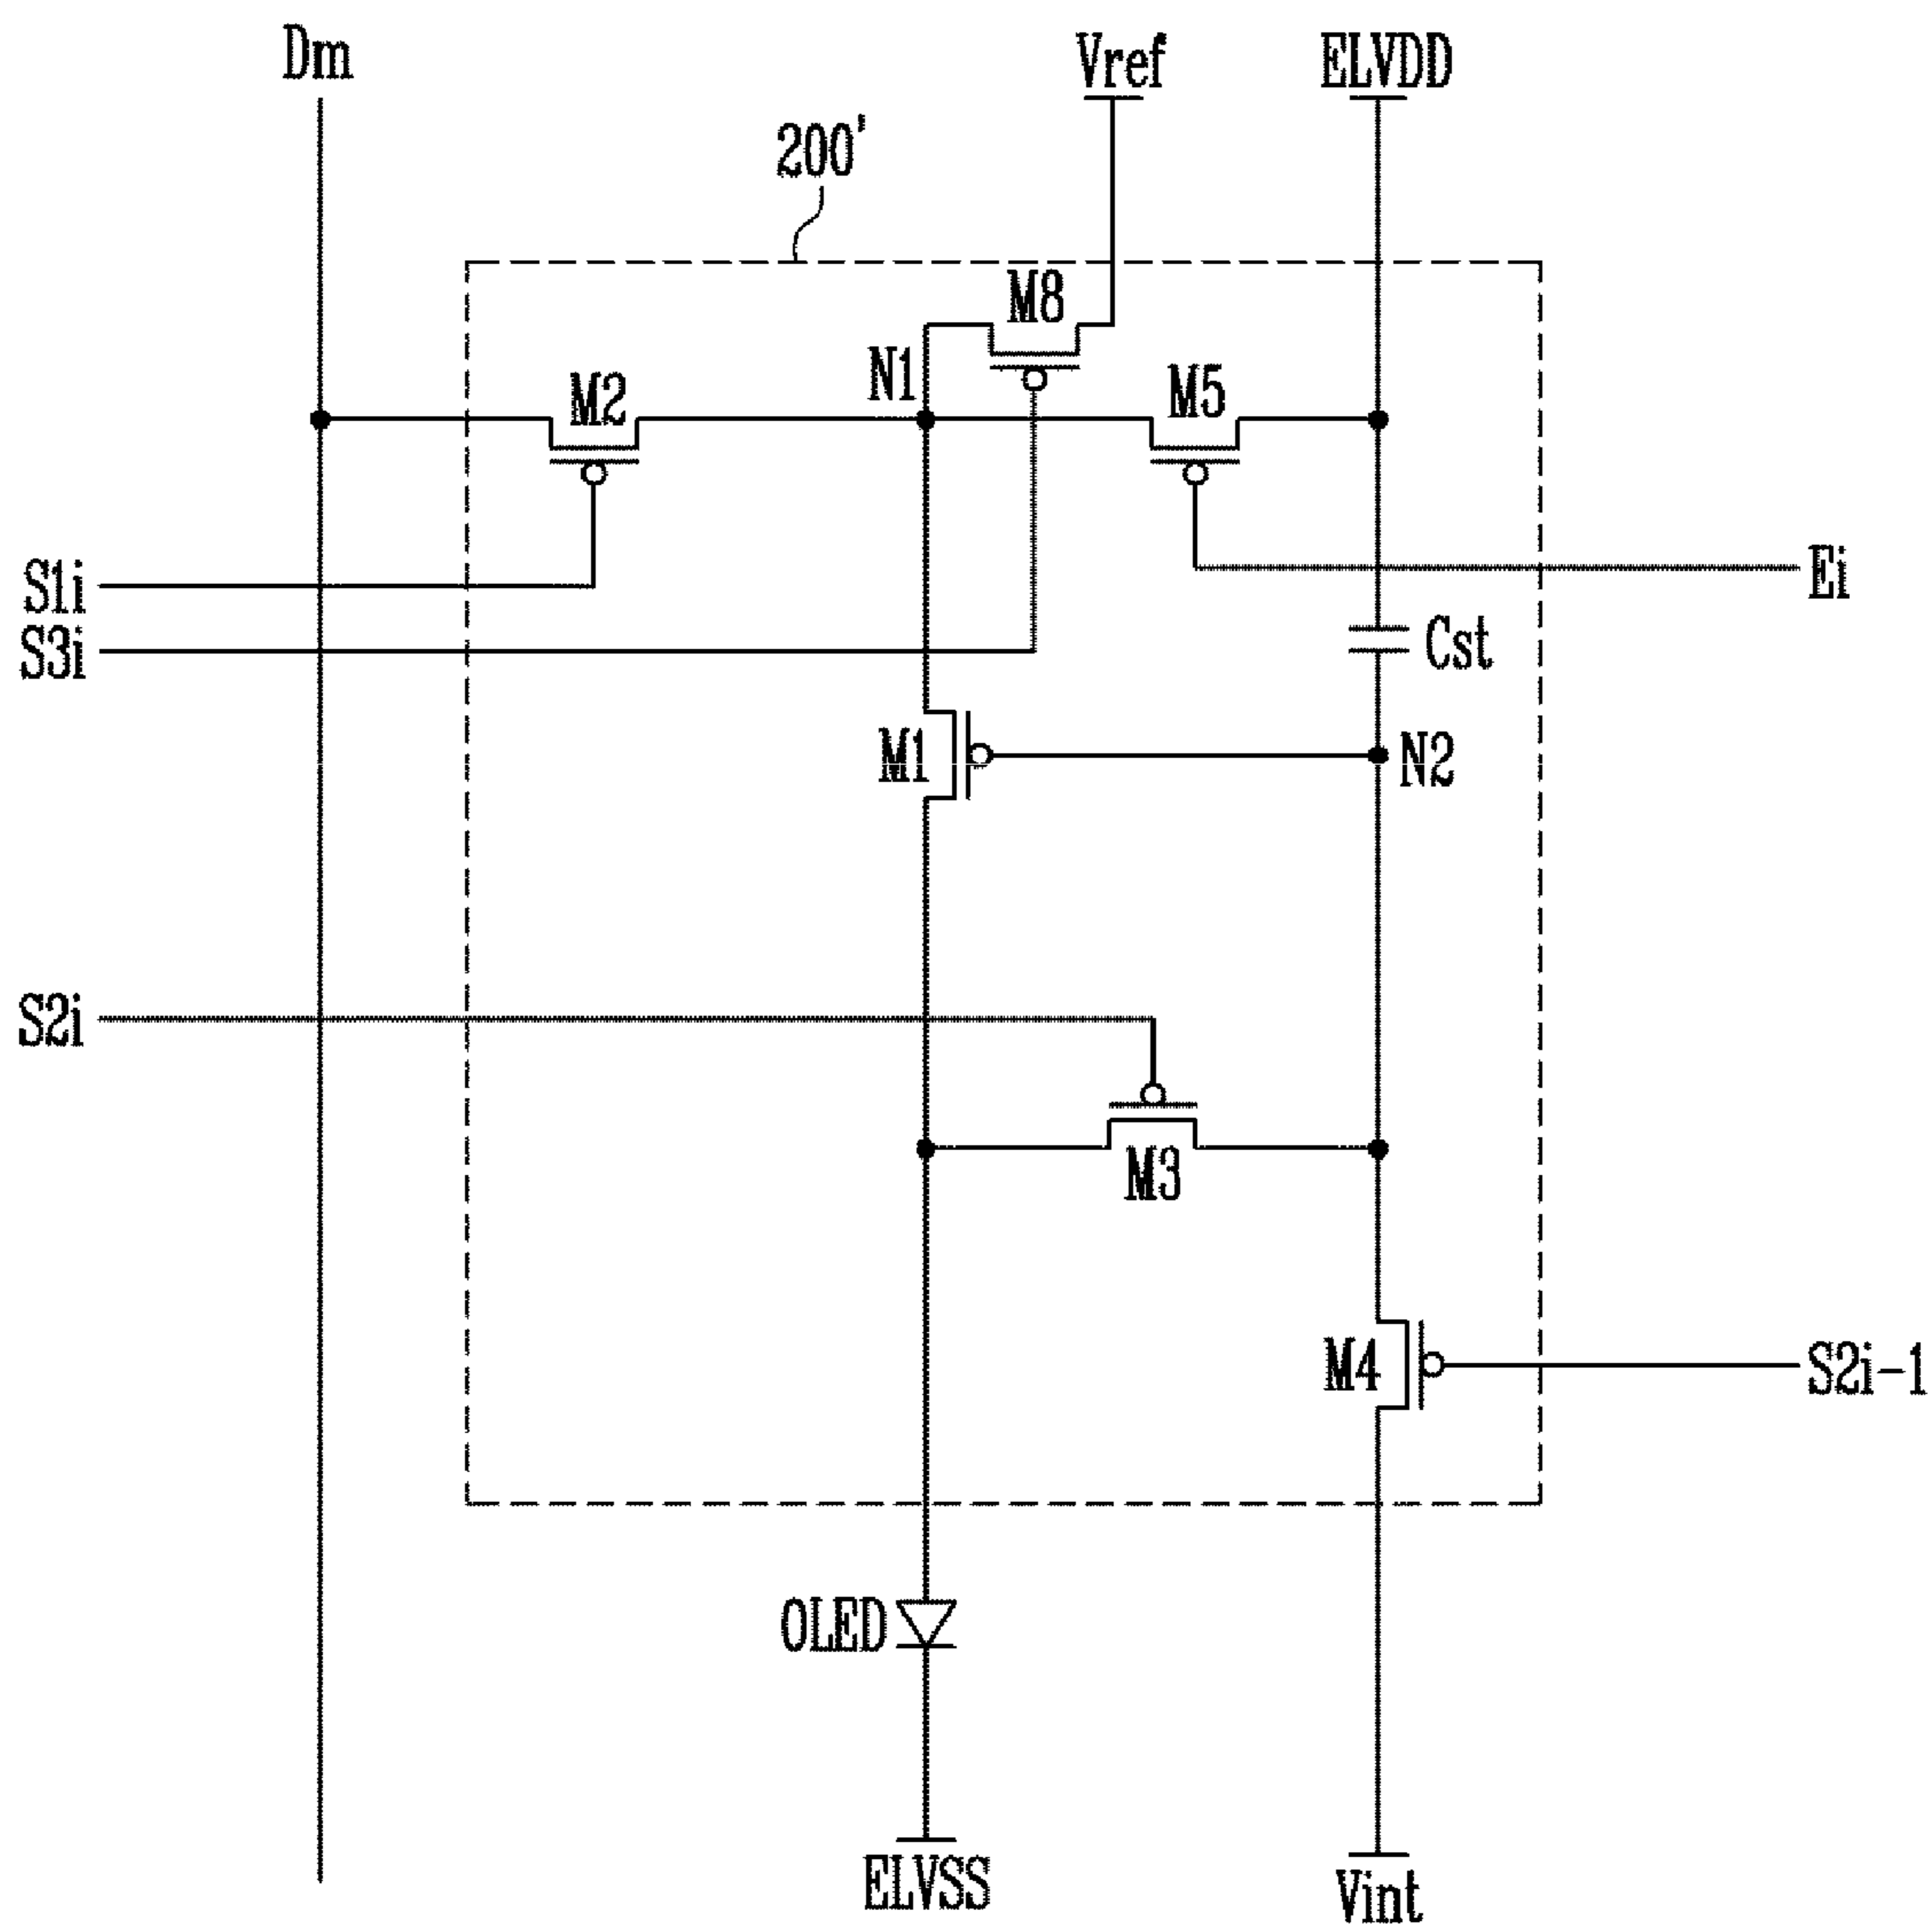 Dm
Vref
ELVDD
200'
M8
N1
M2
M5
S1i
Ei
S3i
Cst
M1
N2
S2i
M3
M4
S2i-1
OLED
ELVSS
Vint